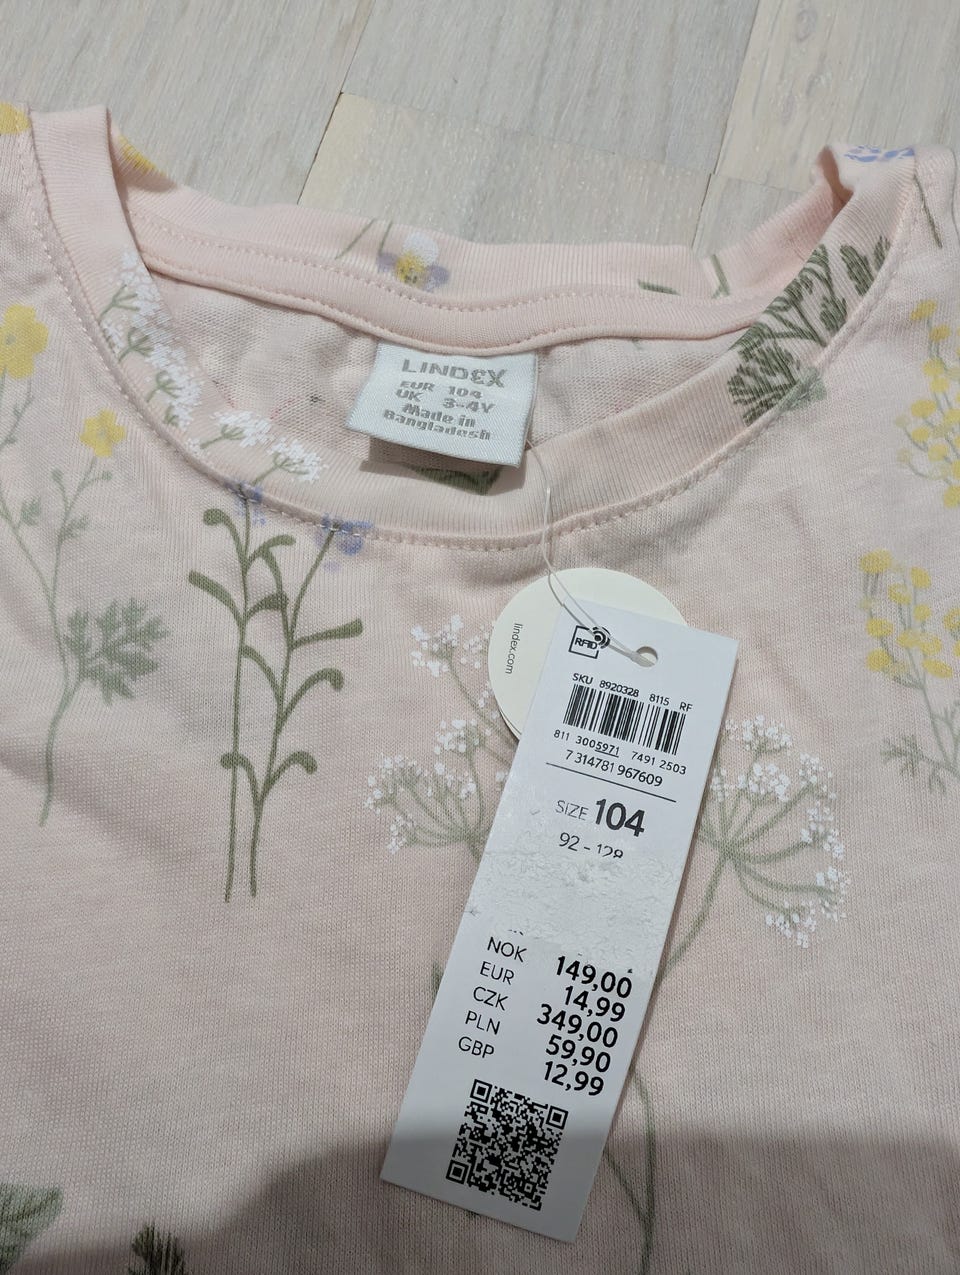 LINDEX
EUR 104
UK 3-4Y
Made in
Bangladesh
lindex.com
RFID
SKU 8920328 8115 RF
811 3005971 7491 2503
7 314781 967609
SIZE 104
92 - 128
NOK 149,00
EUR 14,99
CZK 349,00
PLN 59,90
GBP 12,99